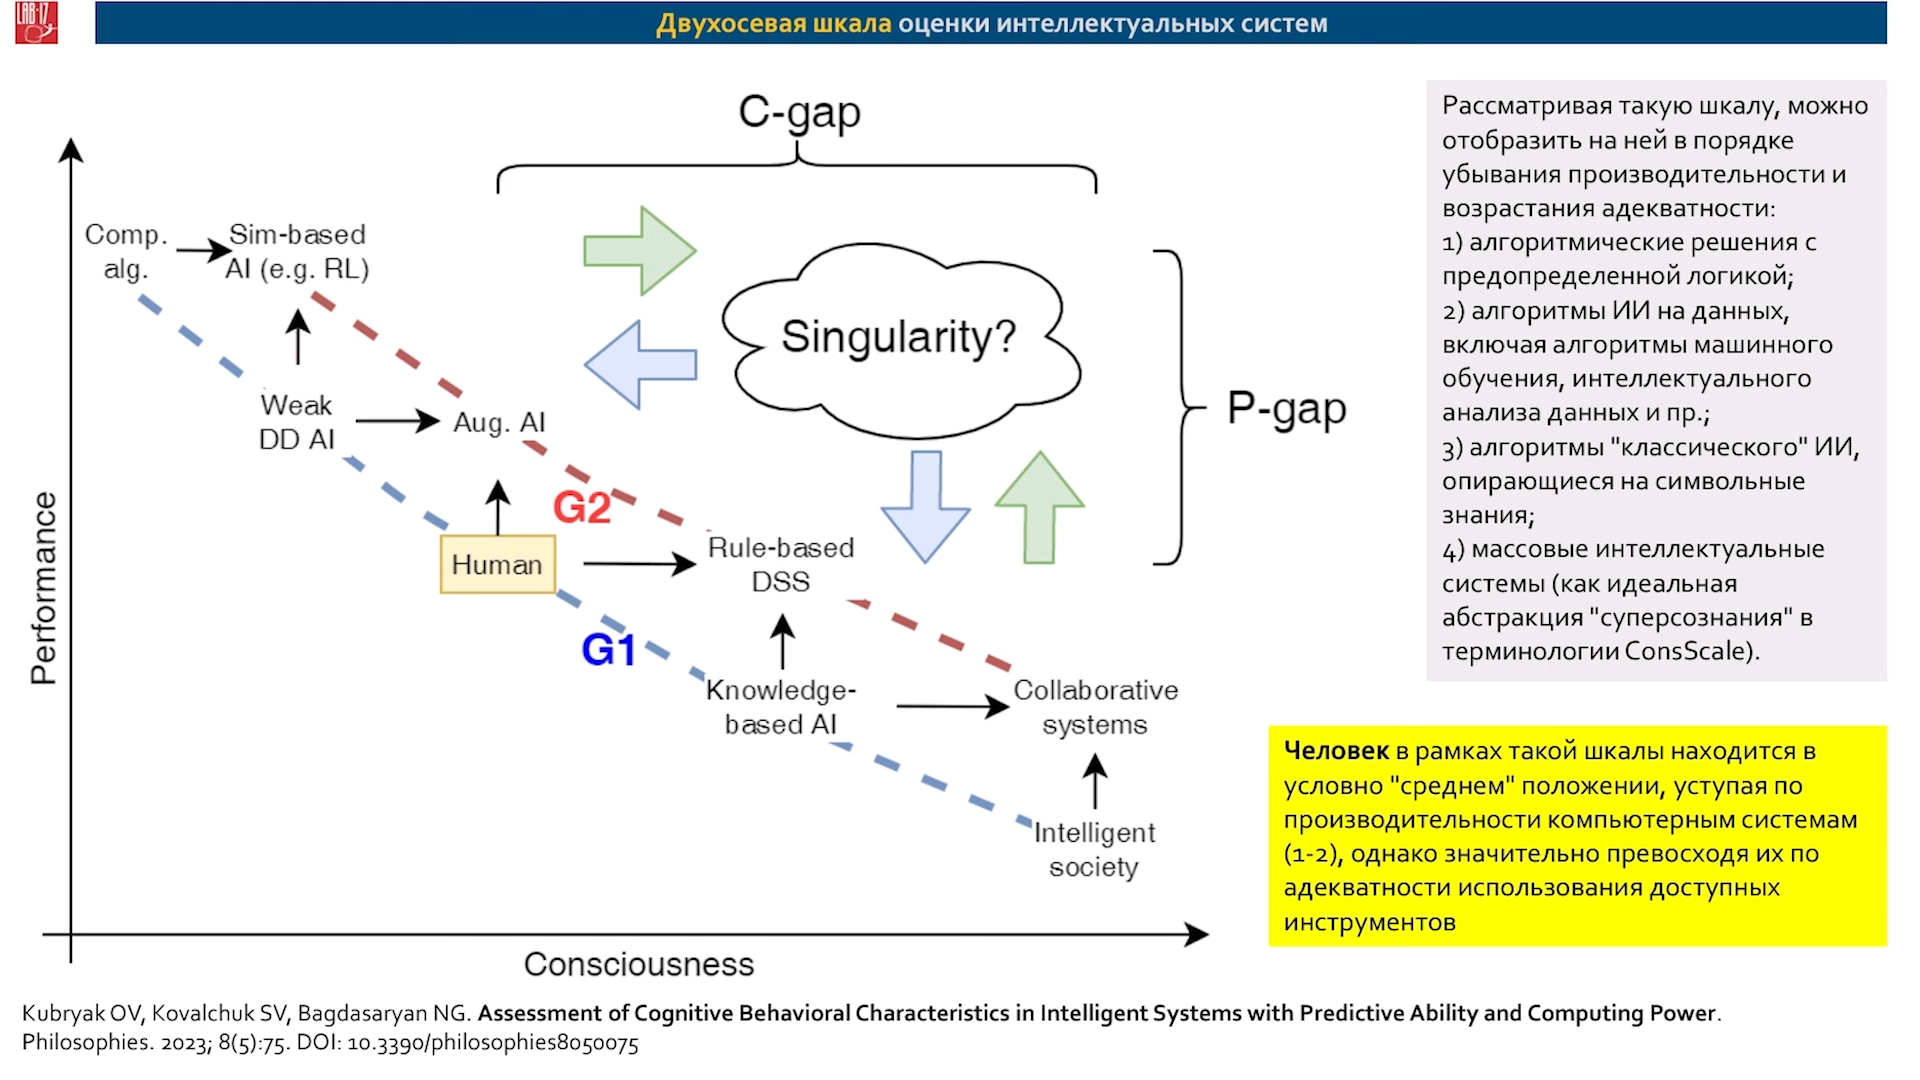 LAB-17
Двухосевая шкала оценки интеллектуальных систем
C-gap
Comp.
alg.
Sim-based
AI (e.g. RL)
Singularity?
P-gap
Weak
DD AI
Aug. AI
G2
Human
Rule-based
DSS
G1
Knowledge-
based AI
Collaborative
systems
Intelligent
society
Performance
Consciousness
Рассматривая такую шкалу, можно
отобразить на ней в порядке
убывания производительности и
возрастания адекватности:
1) алгоритмические решения с
предопределенной логикой;
2) алгоритмы ИИ на данных,
включая алгоритмы машинного
обучения, интеллектуального
анализа данных и пр.;
3) алгоритмы "классического" ИИ,
опирающиеся на символьные
знания;
4) массовые интеллектуальные
системы (как идеальная
абстракция "суперсознания" в
терминологии ConsScale).
Человек в рамках такой шкалы находится в
условно "среднем" положении, уступая по
производительности компьютерным системам
(1-2), однако значительно превосходя их по
адекватности использования доступных
инструментов
Kubryak OV, Kovalchuk SV, Bagdasaryan NG. Assessment of Cognitive Behavioral Characteristics in Intelligent Systems with Predictive Ability and Computing Power.
Philosophies. 2023; 8(5):75. DOI: 10.3390/philosophies8050075